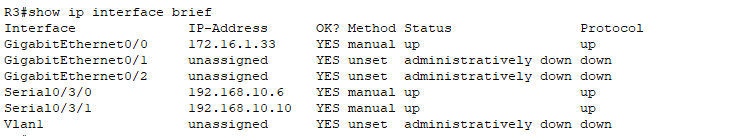 R3#show ip interface brief
Interface IP-Address OK? Method Status Protocol
GigabitEthernet0/0 172.16.1.33 YES manual up up
GigabitEthernet0/1 unassigned YES unset administratively down down
GigabitEthernet0/2 unassigned YES unset administratively down down
Serial0/3/0 192.168.10.6 YES manual up up
Serial0/3/1 192.168.10.10 YES manual up up
Vlan1 unassigned YES unset administratively down down